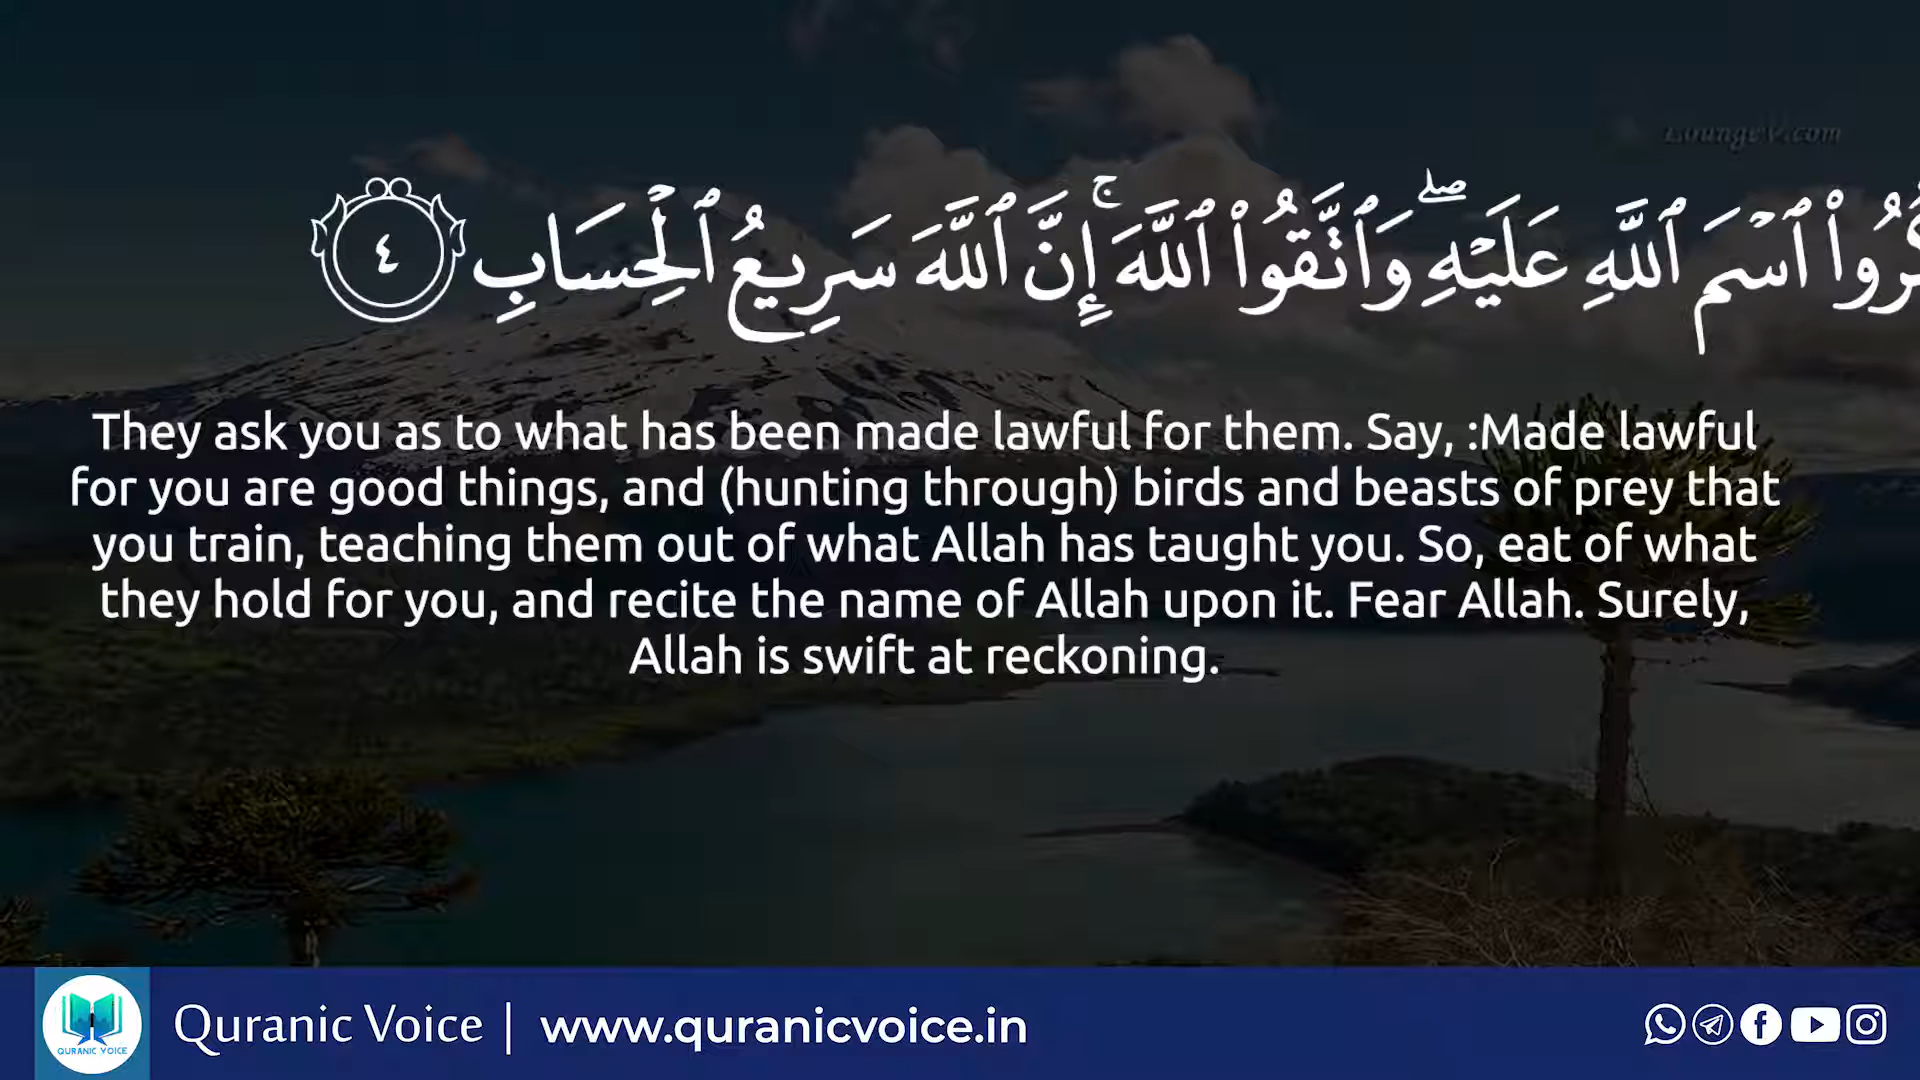 LoungeV.com
ٱسْمَ ٱللَّهِ عَلَيْهِ ۖ وَٱتَّقُوا۟ ٱللَّهَ ۚ إِنَّ ٱللَّهَ سَرِيعُ ٱلْحِسَابِ ٤
They ask you as to what has been made lawful for them. Say, :Made lawful
for you are good things, and (hunting through) birds and beasts of prey that
you train, teaching them out of what Allah has taught you. So, eat of what
they hold for you, and recite the name of Allah upon it. Fear Allah. Surely,
Allah is swift at reckoning.
QURANIC VOICE
Quranic Voice | www.quranicvoice.in